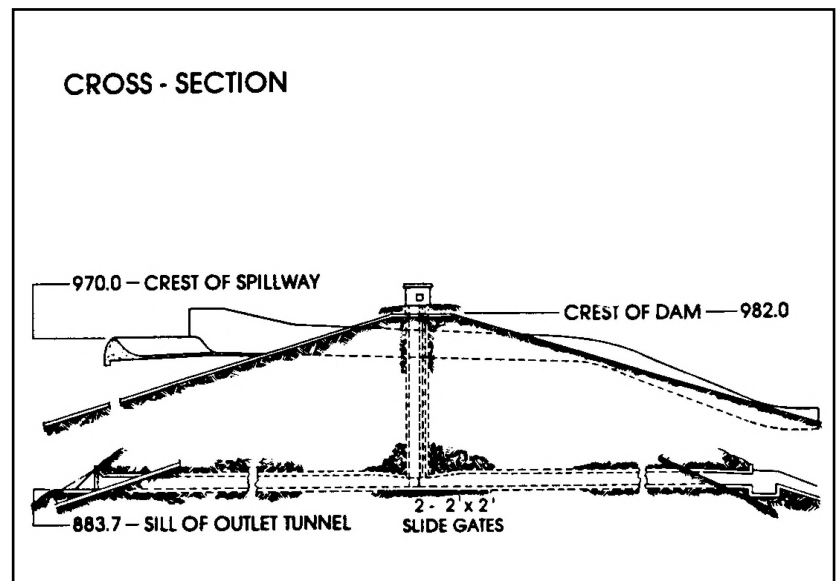 CROSS - SECTION
970.0 – CREST OF SPILLWAY
CREST OF DAM — 982.0
883.7 – SILL OF OUTLET TUNNEL
2 - 2'x 2'
SLIDE GATES